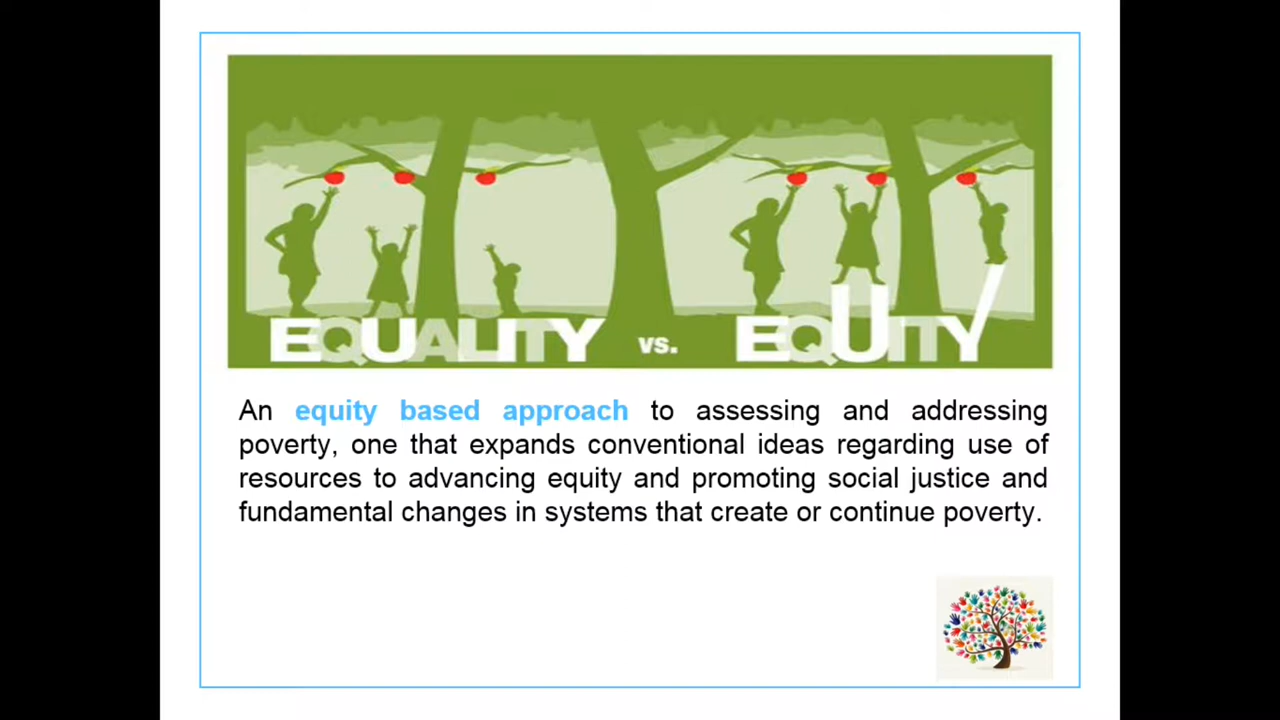 EQUALITY vs. EQUITY
An equity based approach to assessing and addressing
poverty, one that expands conventional ideas regarding use of
resources to advancing equity and promoting social justice and
fundamental changes in systems that create or continue poverty.